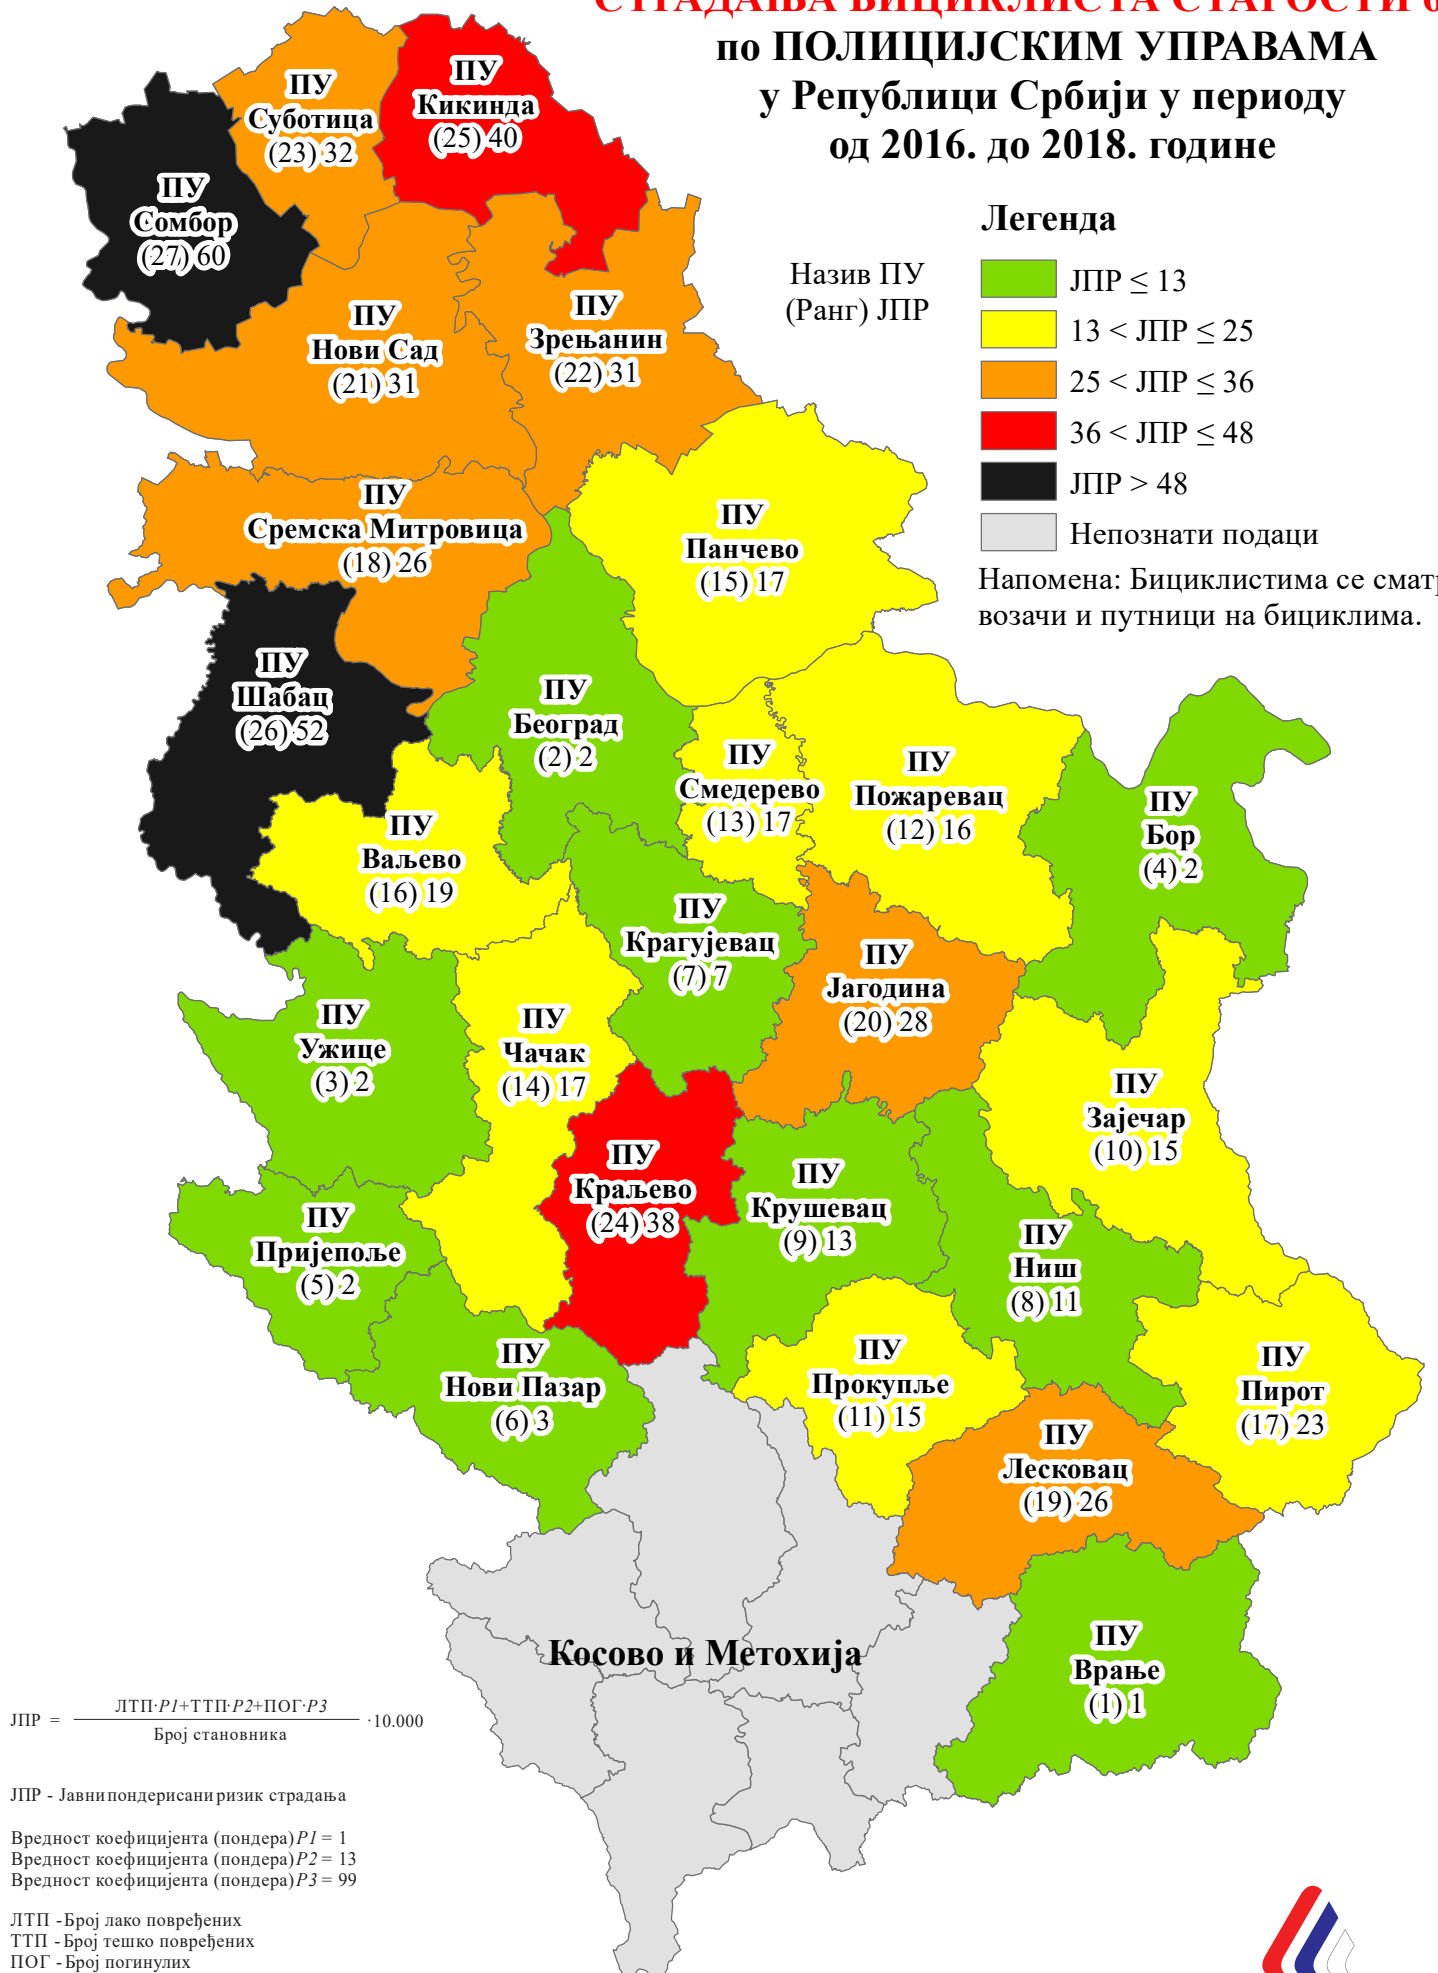 СТРАДАЊА БИЦИКЛИСТА СТАРОСТИ
по ПОЛИЦИЈСКИМ УПРАВАМА
у Републици Србији у периоду
од 2016. до 2018. године
Легенда
Назив ПУ
(Ранг) ЈПР
ЈПР ≤ 13
13 < ЈПР ≤ 25
25 < ЈПР ≤ 36
36 < ЈПР ≤ 48
ЈПР > 48
Непознати подаци
Напомена: Бициклистима се
возачи и путници на бициклима.
ПУ
Суботица
(23) 32
ПУ
Кикинда
(25) 40
ПУ
Сомбор
(27) 60
ПУ
Нови Сад
(21) 31
ПУ
Зрењанин
(22) 31
ПУ
Сремска Митровица
(18) 26
ПУ
Панчево
(15) 17
ПУ
Шабац
(26) 52
ПУ
Београд
(2) 2
ПУ
Смедерево
(13) 17
ПУ
Пожаревац
(12) 16
ПУ
Бор
(4) 2
ПУ
Ваљево
(16) 19
ПУ
Крагујевац
(7) 7
ПУ
Јагодина
(20) 28
ПУ
Ужице
(3) 2
ПУ
Чачак
(14) 17
ПУ
Зајечар
(10) 15
ПУ
Краљево
(24) 38
ПУ
Крушевац
(9) 13
ПУ
Пријепоље
(5) 2
ПУ
Ниш
(8) 11
ПУ
Нови Пазар
(6) 3
ПУ
Прокупље
(11) 15
ПУ
Пирот
(17) 23
ПУ
Лесковац
(19) 26
Косово и Метохија
ПУ
Врање
(1) 1
ЈПР = ЛТП·P1+ТТП·P2+ПОГ·P3 ·10.000
Број становника
ЈПР - Јавни пондерисани ризик страдања
Вредност коефицијента (пондера) P1 = 1
Вредност коефицијента (пондера) P2 = 13
Вредност коефицијента (пондера) P3 = 99
ЛТП - Број лако повређених
ТТП - Број тешко повређених
ПОГ - Број погинулих